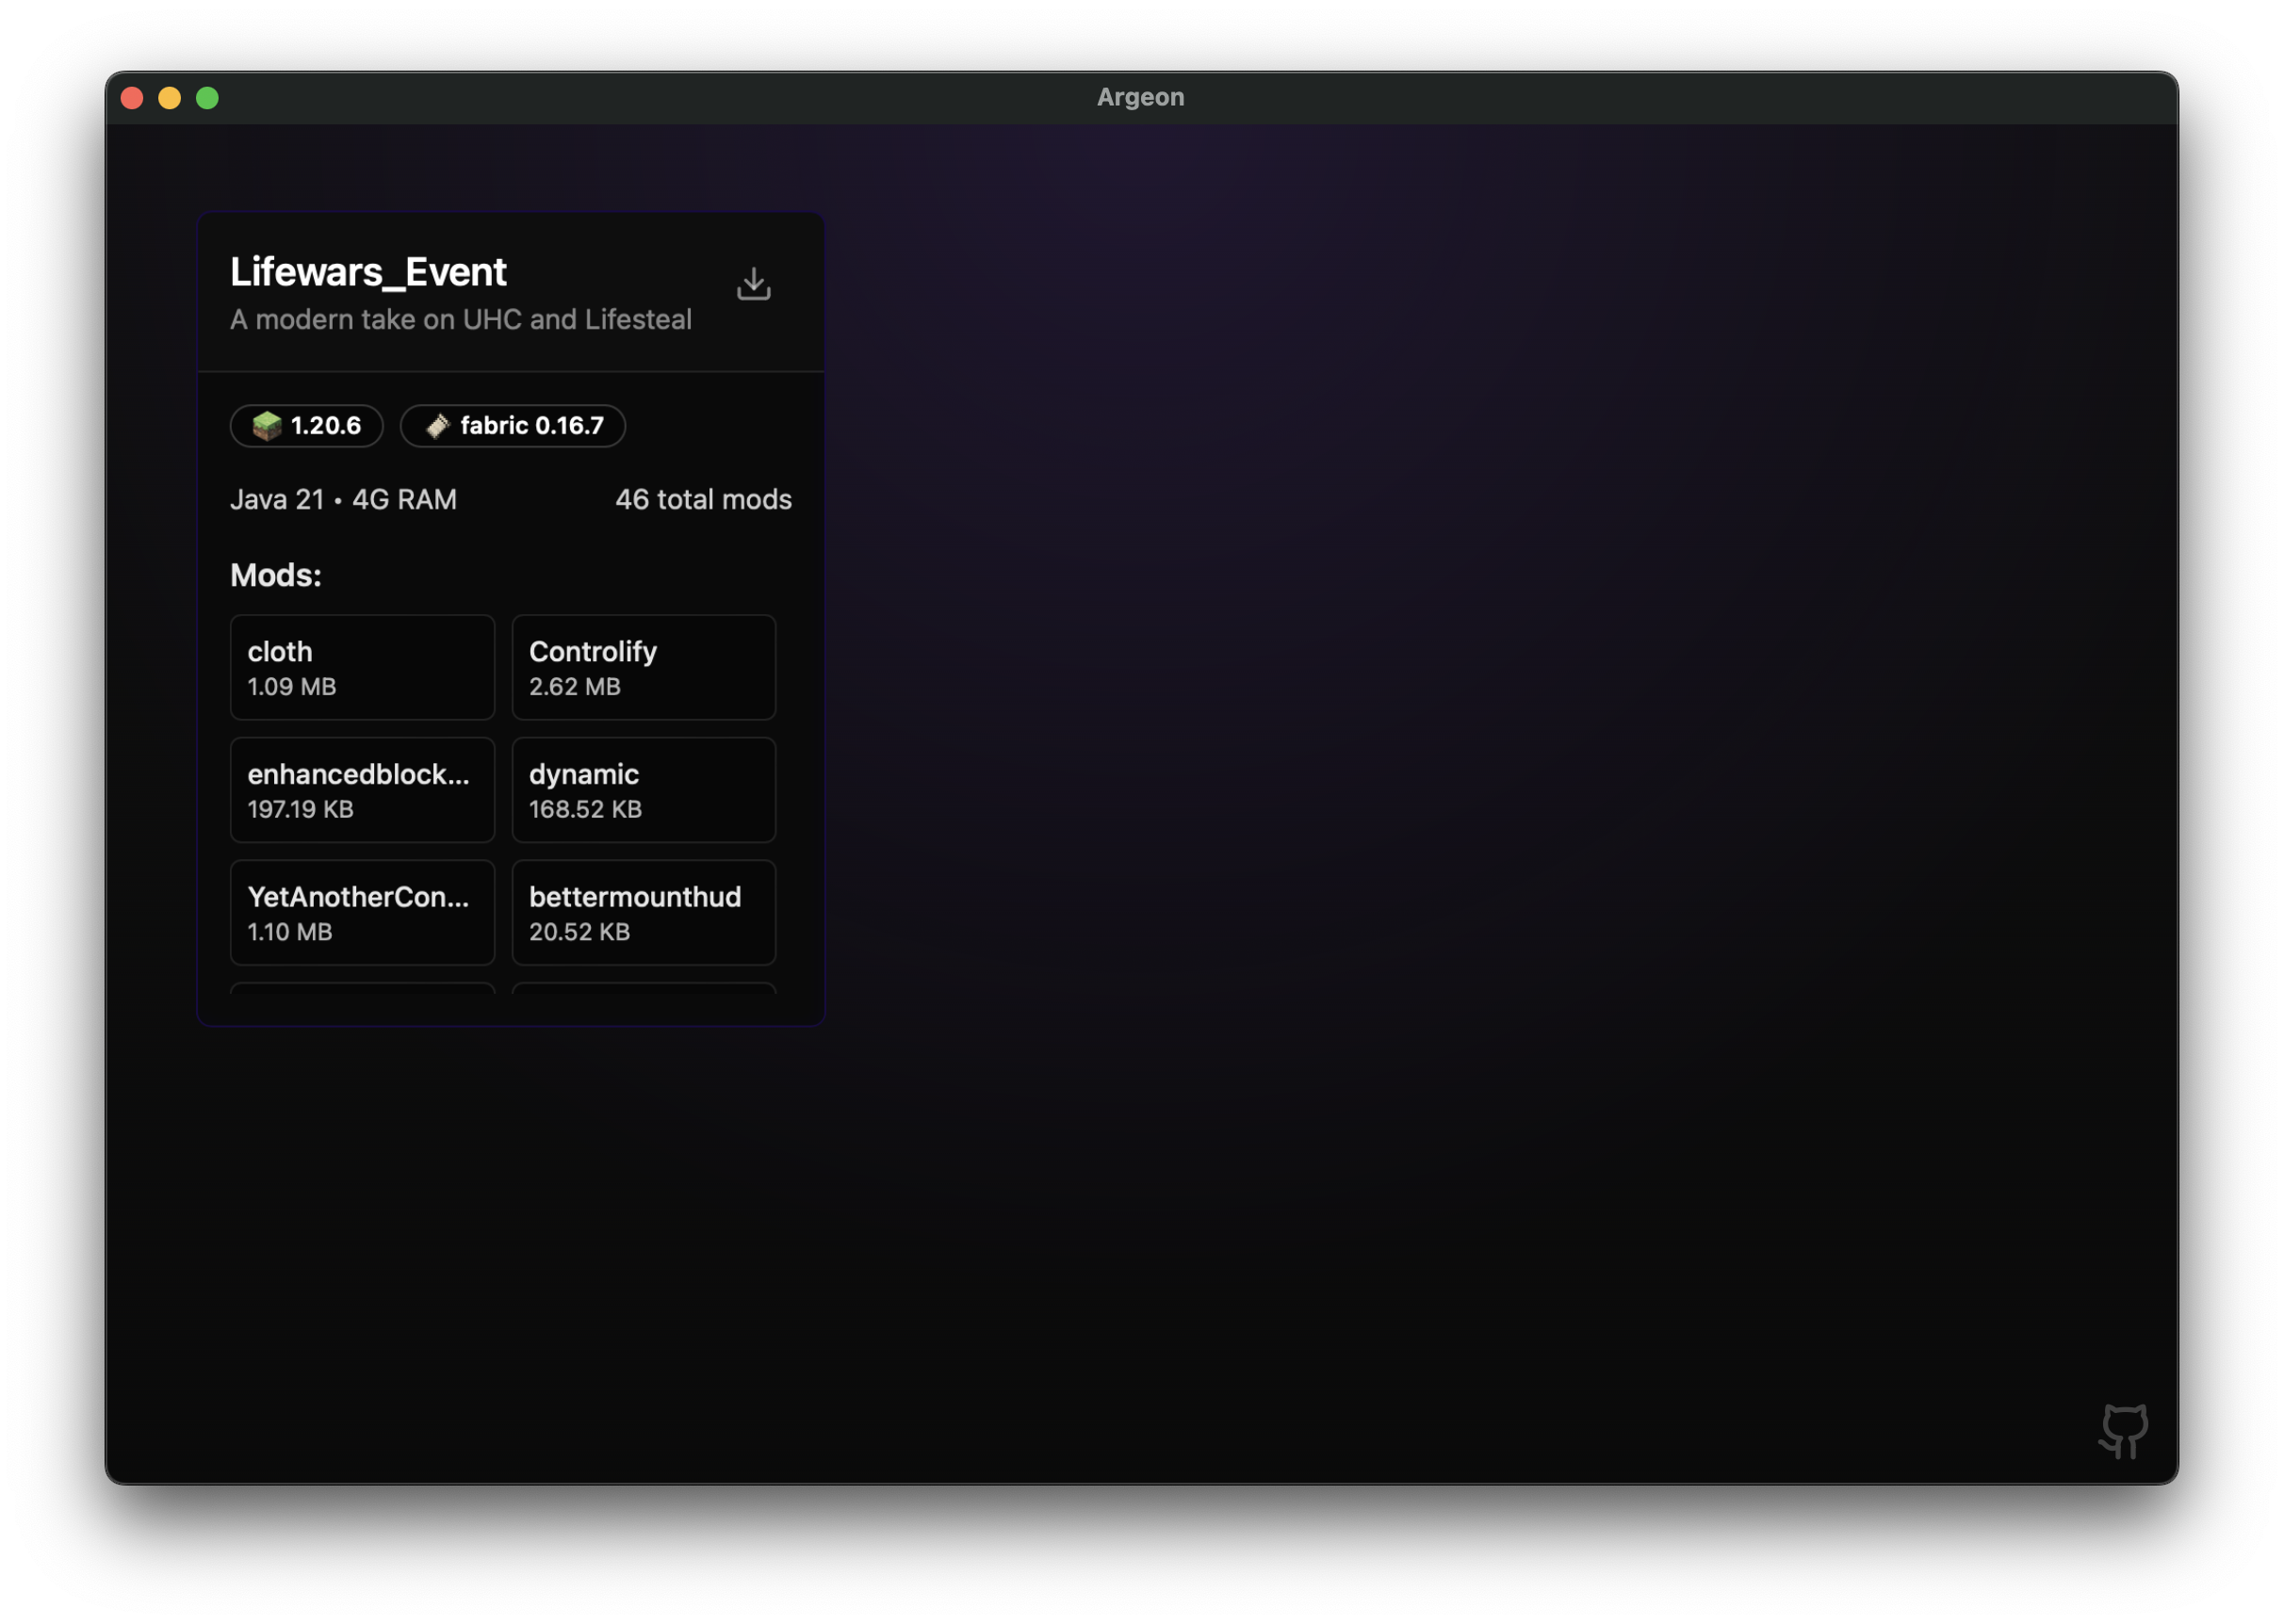 Argeon
Lifewars_Event
A modern take on UHC and Lifesteal
1.20.6
fabric 0.16.7
Java 21 • 4G RAM
46 total mods
Mods:
cloth
1.09 MB
Controlify
2.62 MB
enhancedblock...
197.19 KB
dynamic
168.52 KB
YetAnotherCon...
1.10 MB
bettermounthud
20.52 KB